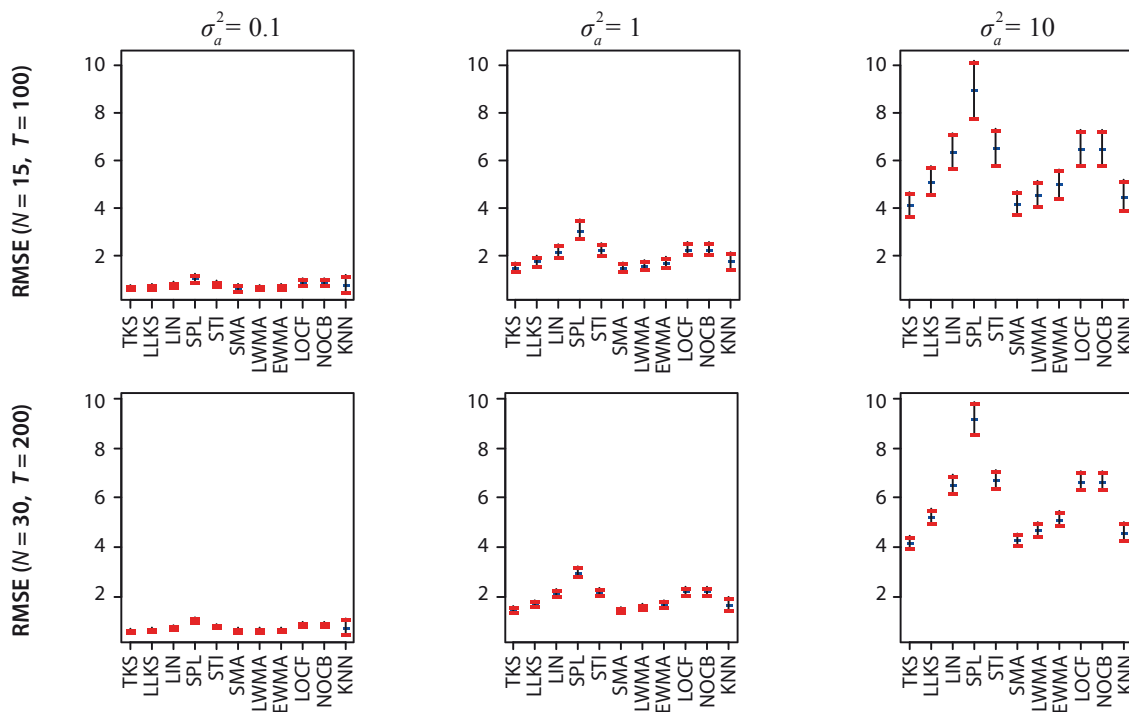 σ_a^2 = 0.1
σ_a^2 = 1
σ_a^2 = 10
RMSE (N = 15, T = 100)
10
8
6
4
2
TKS
LLKS
LIN
SPL
STI
SMA
LWMA
EWMA
LOCF
NOCB
KNN
10
8
6
4
2
TKS
LLKS
LIN
SPL
STI
SMA
LWMA
EWMA
LOCF
NOCB
KNN
10
8
6
4
2
TKS
LLKS
LIN
SPL
STI
SMA
LWMA
EWMA
LOCF
NOCB
KNN
RMSE (N = 30, T = 200)
10
8
6
4
2
TKS
LLKS
LIN
SPL
STI
SMA
LWMA
EWMA
LOCF
NOCB
KNN
10
8
6
4
2
TKS
LLKS
LIN
SPL
STI
SMA
LWMA
EWMA
LOCF
NOCB
KNN
10
8
6
4
2
TKS
LLKS
LIN
SPL
STI
SMA
LWMA
EWMA
LOCF
NOCB
KNN